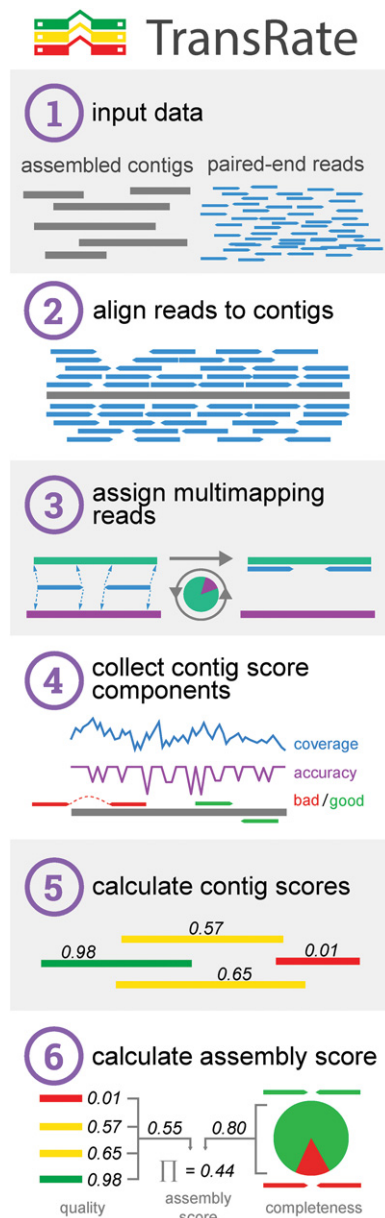 TransRate
1 input data
assembled contigs paired-end reads
2 align reads to contigs
3 assign multimapping
reads
4 collect contig score
components
coverage
accuracy
bad/good
5 calculate contig scores
0.57
0.98 0.01
0.65
6 calculate assembly score
0.01
0.57 0.55 0.80
0.65
∏ = 0.44
0.98
quality assembly completeness
score